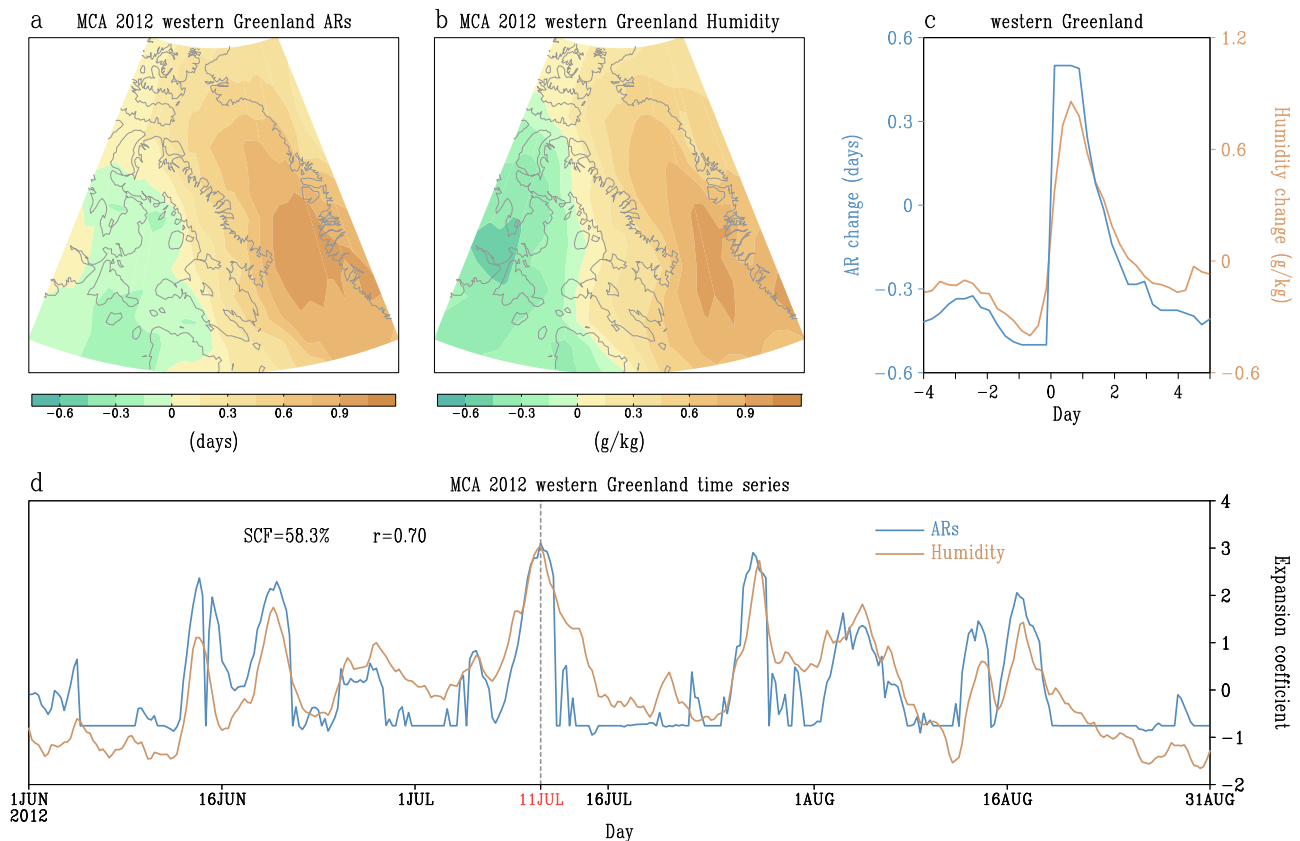 a MCA 2012 western Greenland ARs
−0.6 −0.3 0 0.3 0.6 0.9
(days)
b MCA 2012 western Greenland Humidity
−0.6 −0.3 0 0.3 0.6 0.9
(g/kg)
c western Greenland
AR change (days)
0.6
0.3
0
−0.3
−0.6
Humidity change (g/kg)
1.2
0.6
0
−0.6
−4 −2 0 2 4
Day
d MCA 2012 western Greenland time series
SCF=58.3% r=0.70
ARs
Humidity
4
3
2
1
0
−1
−2
Expansion coefficient
1JUN 16JUN 1JUL 11JUL 16JUL 1AUG 16AUG 31AUG
2012
Day